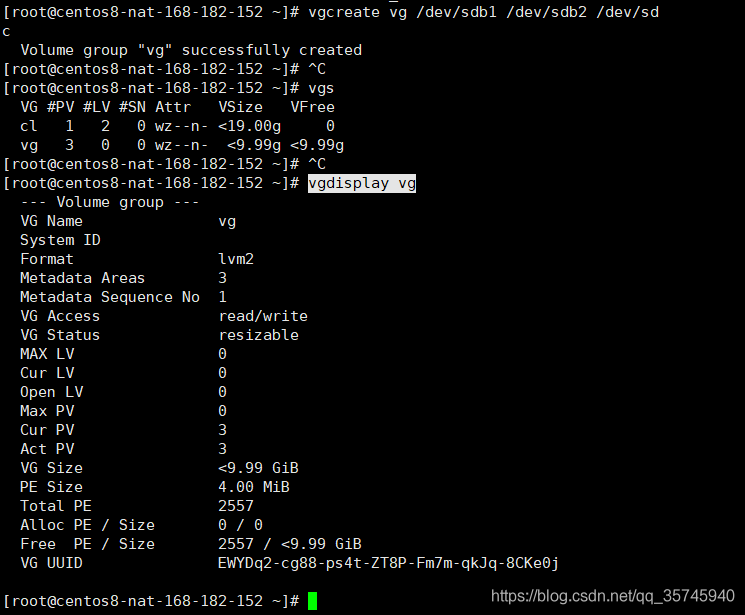 [root@centos8-nat-168-182-152 ~]# vgcreate vg /dev/sdb1 /dev/sdb2 /dev/sd
c
  Volume group "vg" successfully created
[root@centos8-nat-168-182-152 ~]# ^C
[root@centos8-nat-168-182-152 ~]# vgs
  VG #PV #LV #SN Attr   VSize   VFree
  cl   1   2   0 wz--n- <19.00g     0
  vg   3   0   0 wz--n-  <9.99g <9.99g
[root@centos8-nat-168-182-152 ~]# ^C
[root@centos8-nat-168-182-152 ~]# vgdisplay vg
  --- Volume group ---
  VG Name               vg
  System ID
  Format                lvm2
  Metadata Areas        3
  Metadata Sequence No  1
  VG Access             read/write
  VG Status             resizable
  MAX LV                0
  Cur LV                0
  Open LV               0
  Max PV                0
  Cur PV                3
  Act PV                3
  VG Size               <9.99 GiB
  PE Size               4.00 MiB
  Total PE              2557
  Alloc PE / Size       0 / 0
  Free  PE / Size       2557 / <9.99 GiB
  VG UUID               EWYDq2-cg88-ps4t-ZT8P-Fm7m-qkJq-8CKe0j
[root@centos8-nat-168-182-152 ~]#
https://blog.csdn.net/qq_35745940